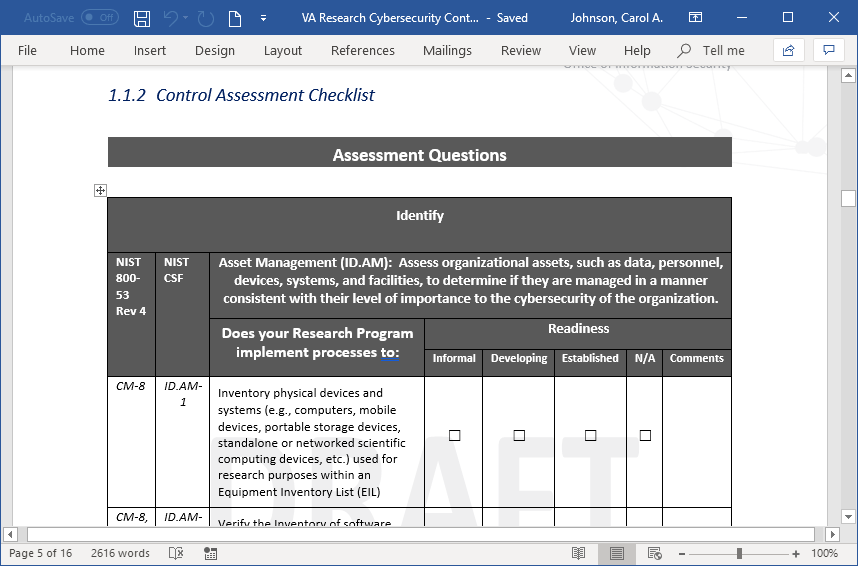 AutoSave Off VA Research Cybersecurity Cont... - Saved Johnson, Carol A.
File Home Insert Design Layout References Mailings Review View Help Tell me
Office of Information Security
1.1.2 Control Assessment Checklist
Assessment Questions
Identify
NIST
800-
53
Rev 4
NIST
CSF
Asset Management (ID.AM): Assess organizational assets, such as data, personnel,
devices, systems, and facilities, to determine if they are managed in a manner
consistent with their level of importance to the cybersecurity of the organization.
Does your Research Program
implement processes to:
Readiness
Informal Developing Established N/A Comments
CM-8
ID.AM-
1
Inventory physical devices and
systems (e.g., computers, mobile
devices, portable storage devices,
standalone or networked scientific
computing devices, etc.) used for
research purposes within an
Equipment Inventory List (EIL)
DRAFT
CM-8,
ID.AM-
Verify the Inventory of software
Page 5 of 16 2616 words 100%